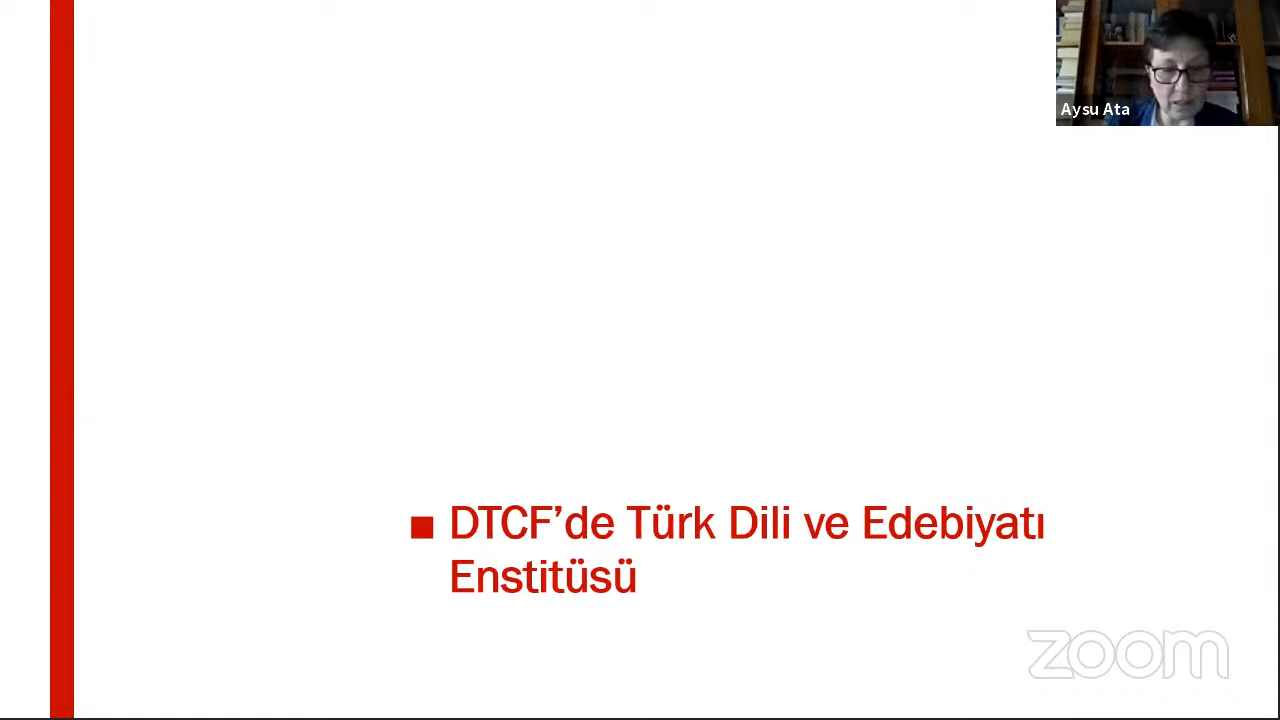 Aysu Ata
■ DTCF’de Türk Dili ve Edebiyatı
Enstitüsü
zoom